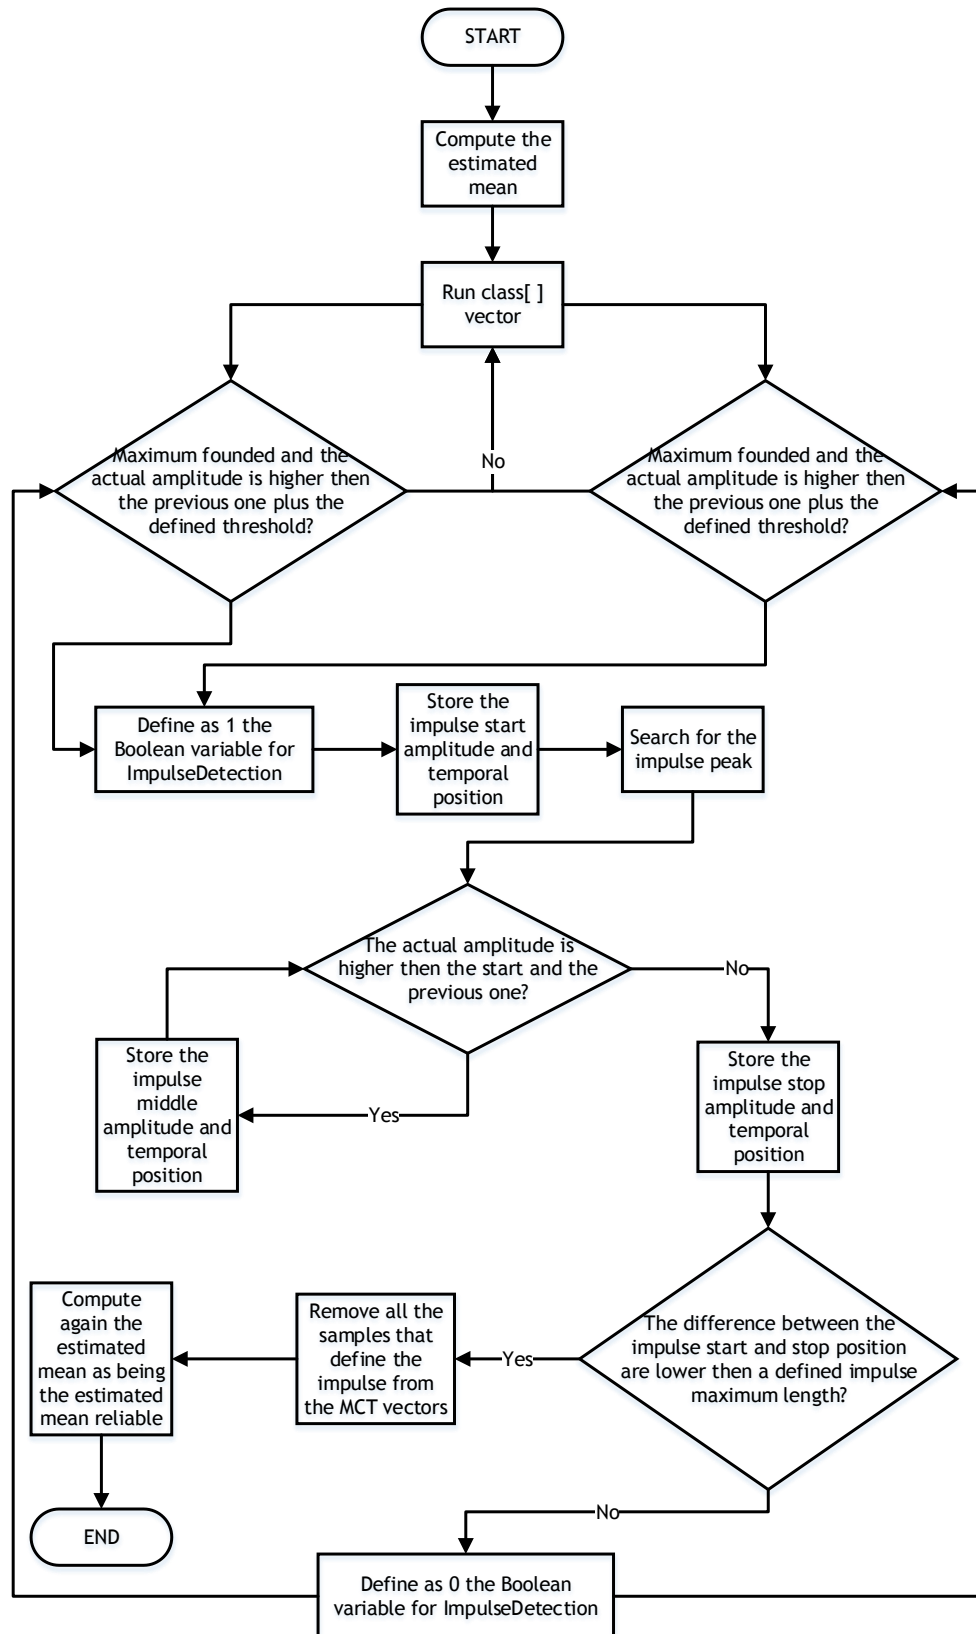 START
Compute the
estimated
mean
Run class[ ]
vector
Maximum founded and the
actual amplitude is higher then
the previous one plus the
defined threshold?
No
Maximum founded and the
actual amplitude is higher then
the previous one plus the
defined threshold?
Define as 1 the
Boolean variable for
ImpulseDetection
Store the
impulse start
amplitude and
temporal
position
Search for the
impulse peak
The actual amplitude is
higher then the start and the
previous one?
No
Store the
impulse
middle
amplitude and
temporal
position
Yes
Store the
impulse stop
amplitude and
temporal
position
Compute
again the
estimated
mean as being
the estimated
mean reliable
Remove all the
samples that
define the
impulse from
the MCT vectors
Yes
The difference between the
impulse start and stop position
are lower then a defined impulse
maximum length?
END
No
Define as 0 the Boolean
variable for ImpulseDetection